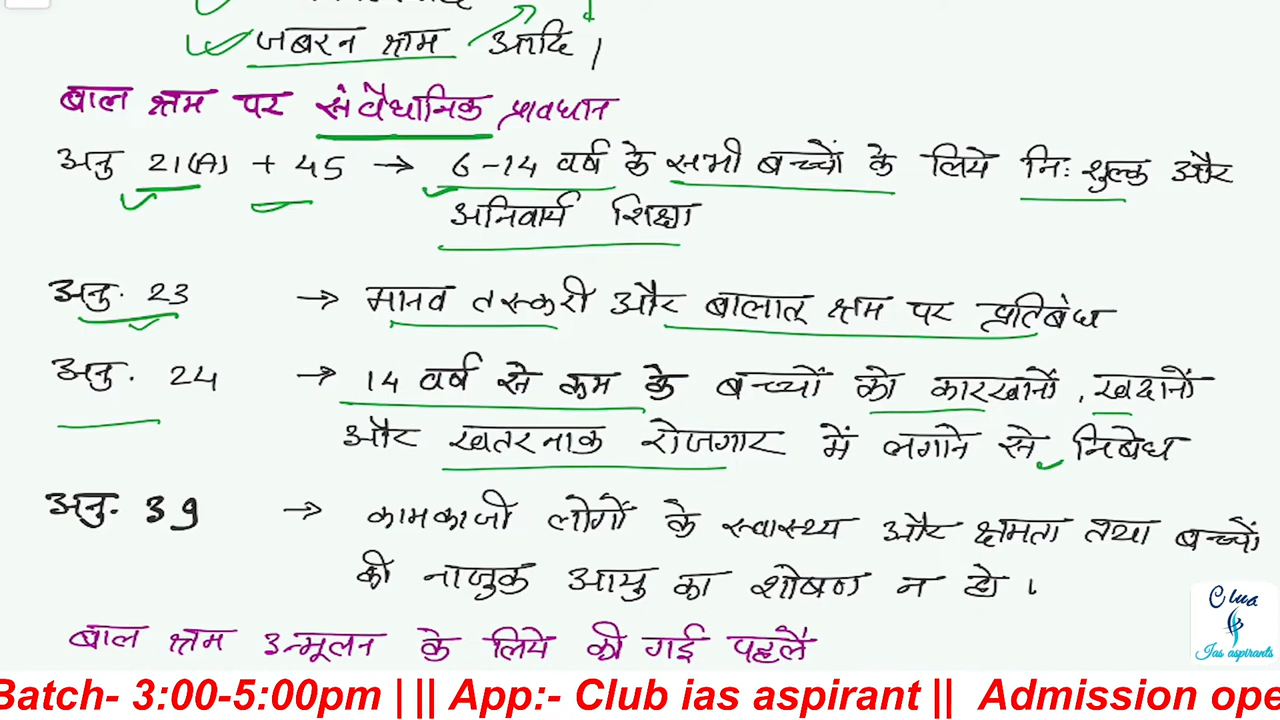 जबरन श्रम आदि।
बाल श्रम पर संवैधानिक प्रावधान
अनु 21(A) + 45 → 6-14 वर्ष के सभी बच्चों के लिये निः शुल्क और
अनिवार्य शिक्षा
अनु. 23 → मानव तस्करी और बालात् श्रम पर प्रतिबंध
अनु. 24 → 14 वर्ष से कम के बच्चों को कारखानों, खदानों
और खतरनाक रोजगार में लगाने से निबेध
अनु. 39 → कामकाजी लोगों के स्वास्थ्य और क्षमता तथा बच्चों
की नाजुक आयु का शोषण न हो।
बाल श्रम उन्मूलन के लिये की गई पहलें
Club
Ias aspirants
Batch- 3:00-5:00pm | || App:- Club ias aspirant || Admission ope